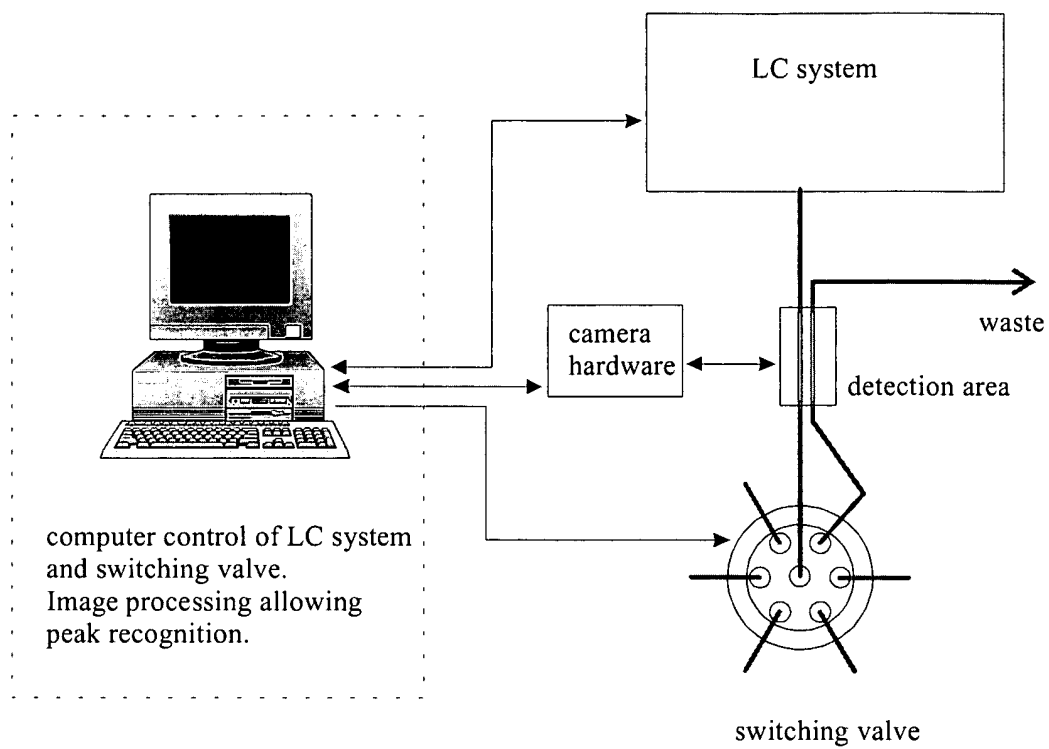 LC system
camera
hardware
waste
detection area
computer control of LC system
and switching valve.
Image processing allowing
peak recognition.
switching valve